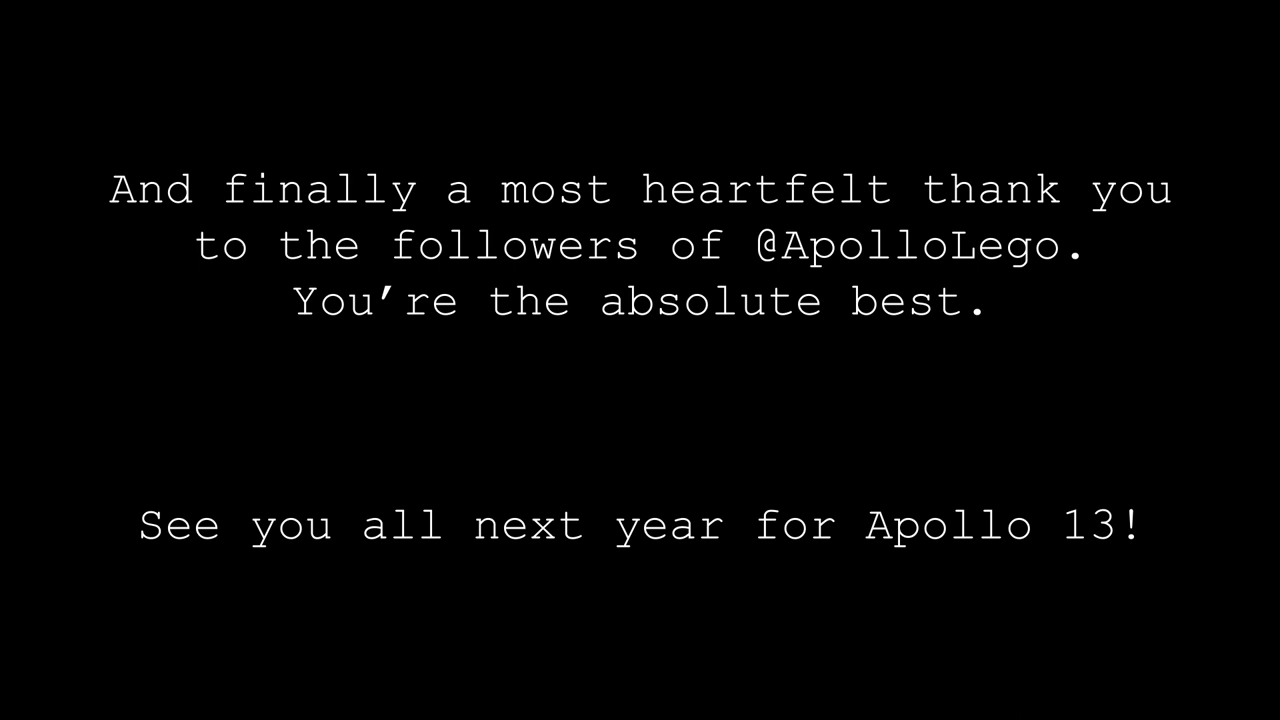 And finally a most heartfelt thank you
to the followers of @ApolloLego.
You’re the absolute best.
See you all next year for Apollo 13!